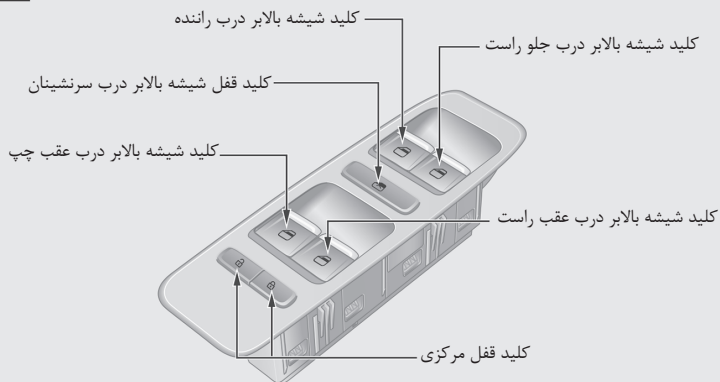 کلید شیشه بالابر درب راننده
کلید شیشه بالابر درب جلو راست
کلید قفل شیشه بالابر درب سرنشینان
کلید شیشه بالابر درب عقب چپ
کلید شیشه بالابر درب عقب راست
کلید قفل مرکزی